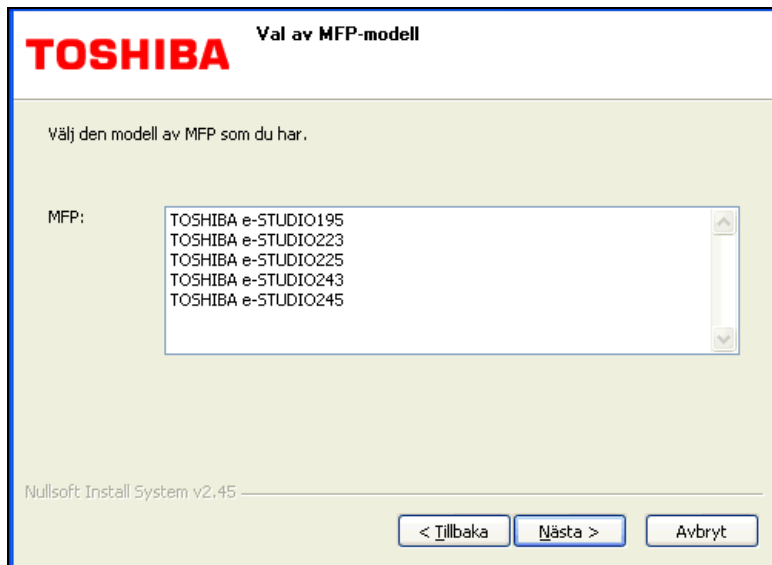 TOSHIBA
Val av MFP-modell
Välj den modell av MFP som du har.
MFP:
TOSHIBA e-STUDIO195
TOSHIBA e-STUDIO223
TOSHIBA e-STUDIO225
TOSHIBA e-STUDIO243
TOSHIBA e-STUDIO245
Nullsoft Install System v2.45
< Tillbaka
Nästa >
Avbryt